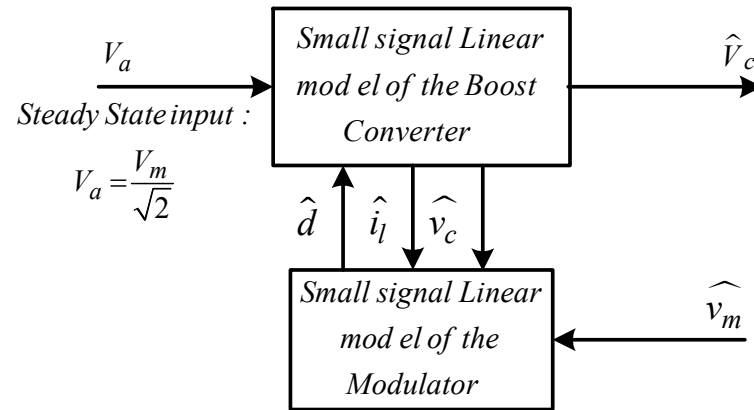 V_a
Steady State input :
V_a = V_m / √2
Small signal Linear
mod el of the Boost
Converter
V̂_c
d̂
î_l
v̂_c
Small signal Linear
mod el of the
Modulator
v̂_m